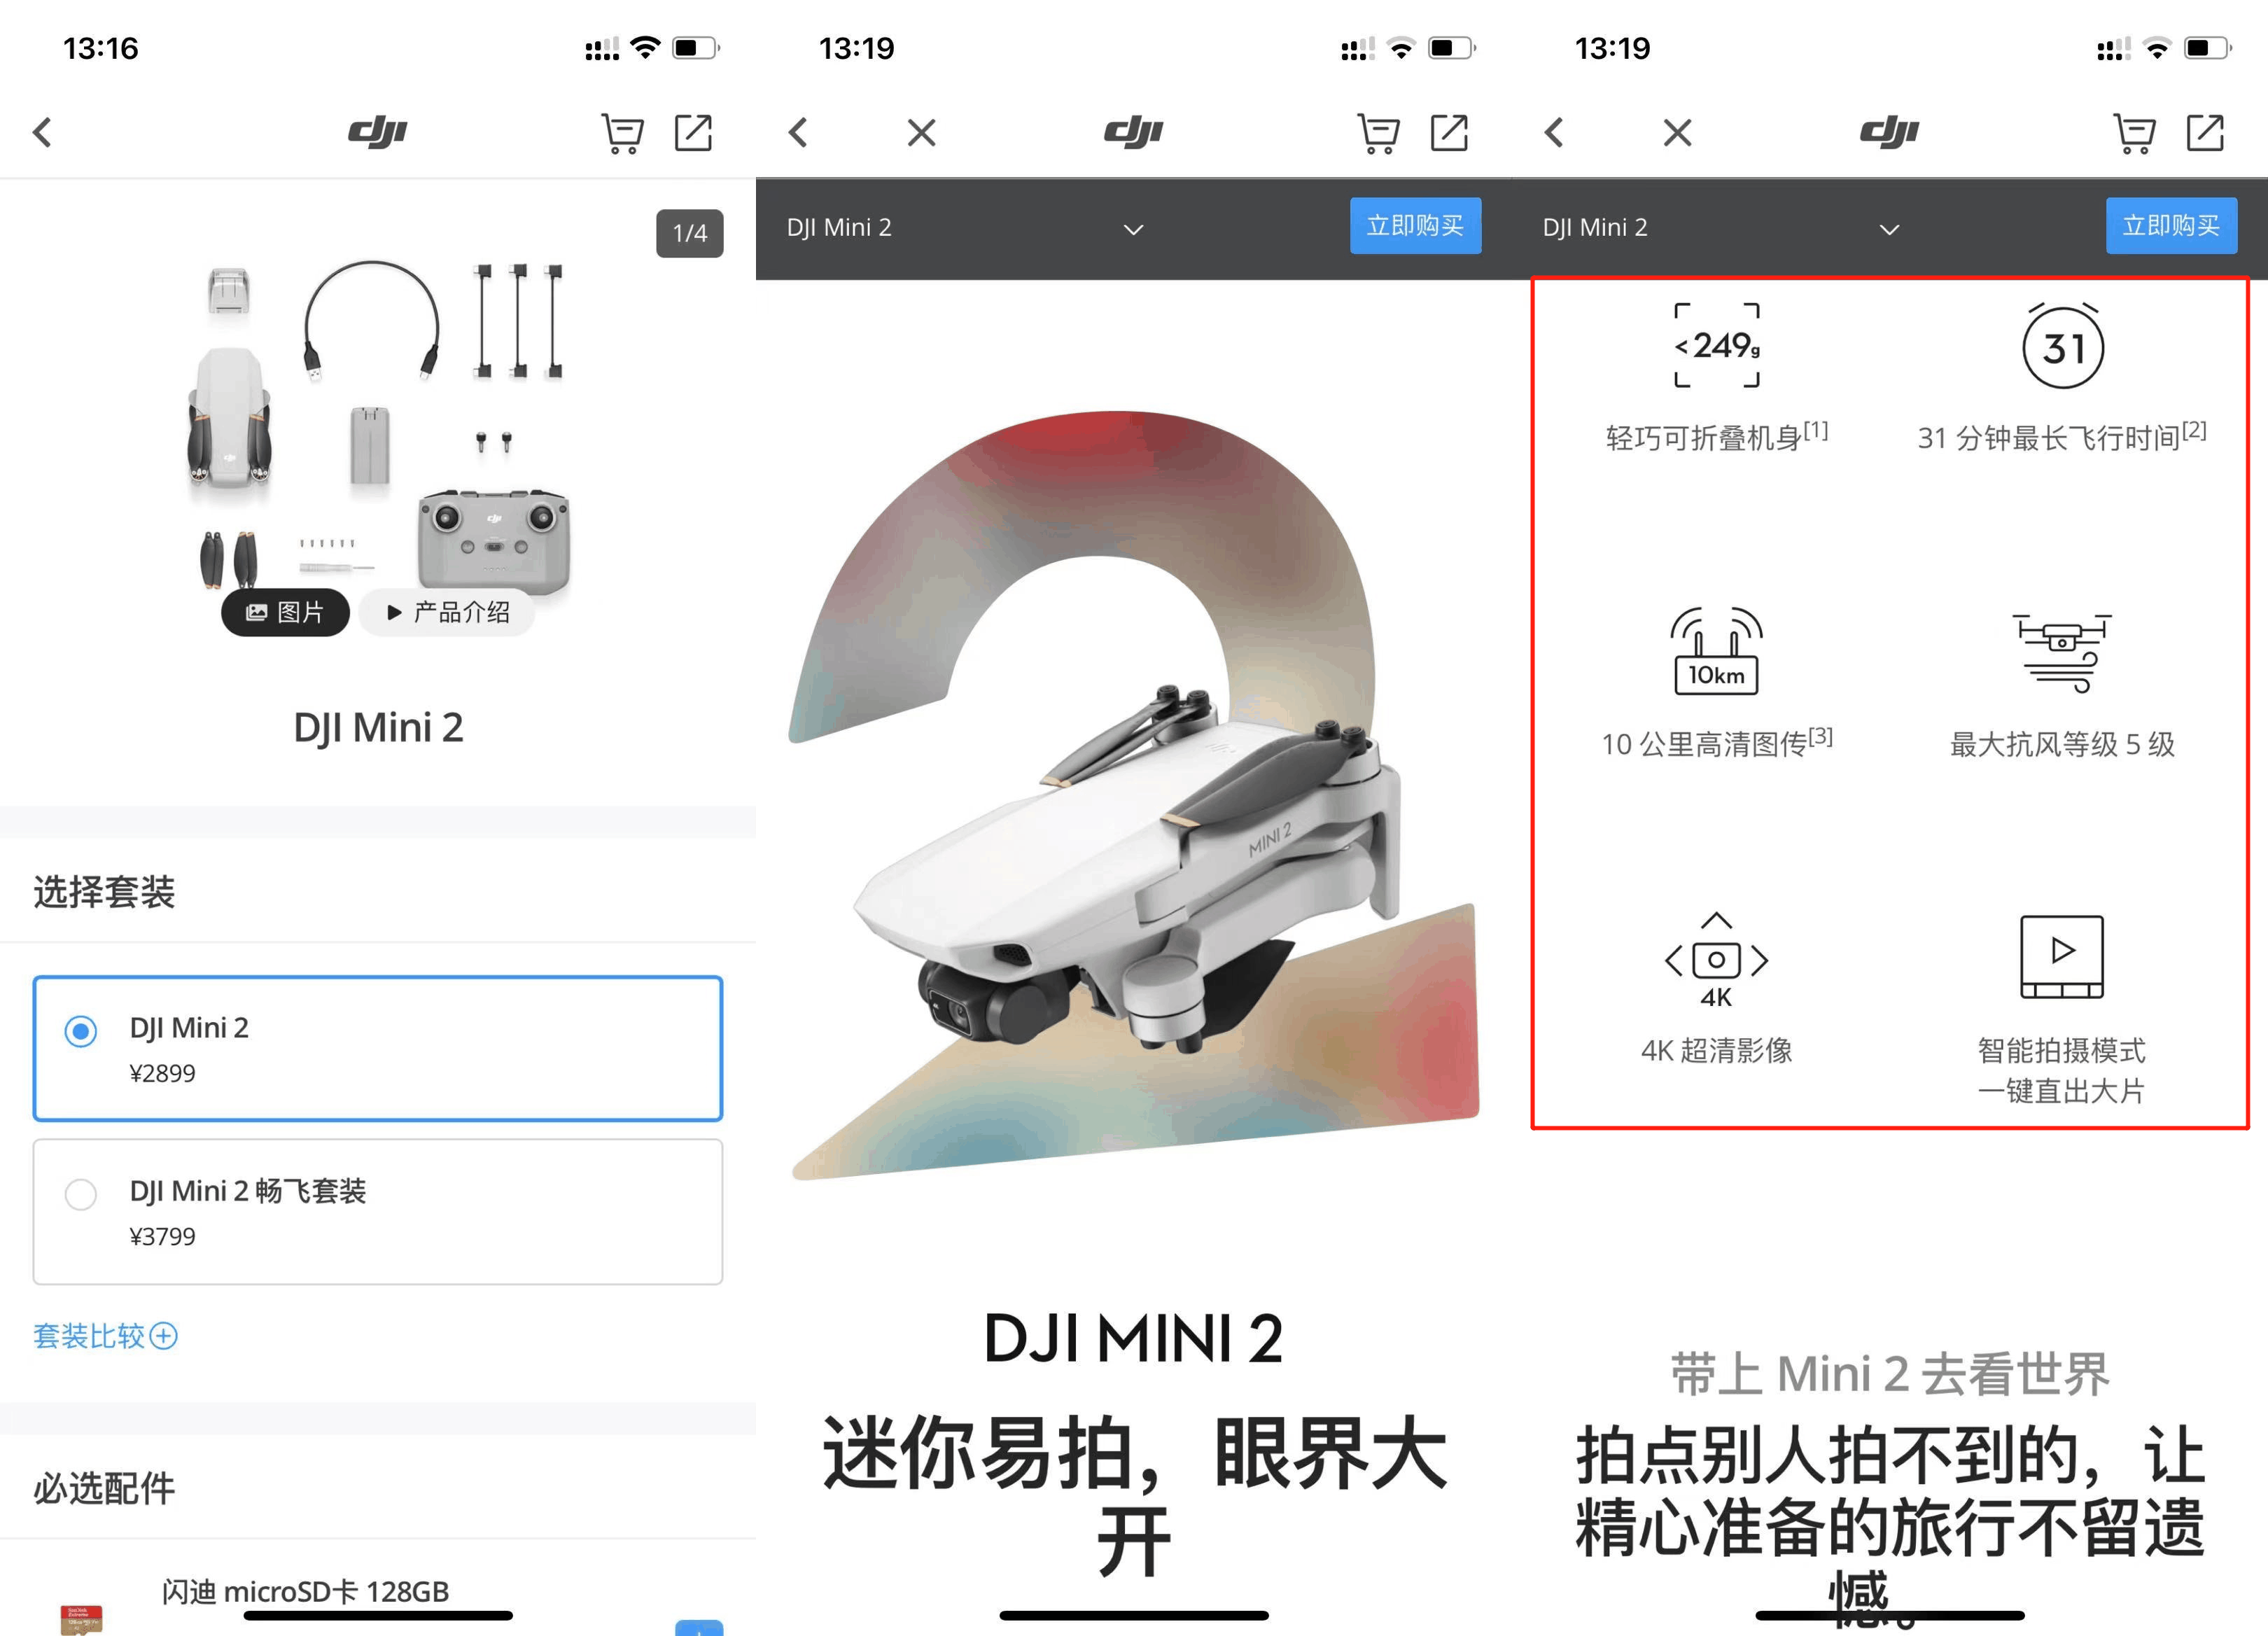 13:16
dji
1/4
dji
图片
产品介绍
DJI Mini 2
选择套装
DJI Mini 2
¥2899
DJI Mini 2 畅飞套装
¥3799
套装比较
必选配件
闪迪 microSD卡 128GB
13:19
dji
DJI Mini 2
立即购买
MINI 2
DJI MINI 2
迷你易拍，眼界大
开
13:19
dji
DJI Mini 2
立即购买
<249g
31
轻巧可折叠机身[1]
31 分钟最长飞行时间[2]
10km
10 公里高清图传[3]
最大抗风等级 5 级
4K
4K 超清影像
智能拍摄模式
一键直出大片
带上 Mini 2 去看世界
拍点别人拍不到的，让
精心准备的旅行不留遗
憾。